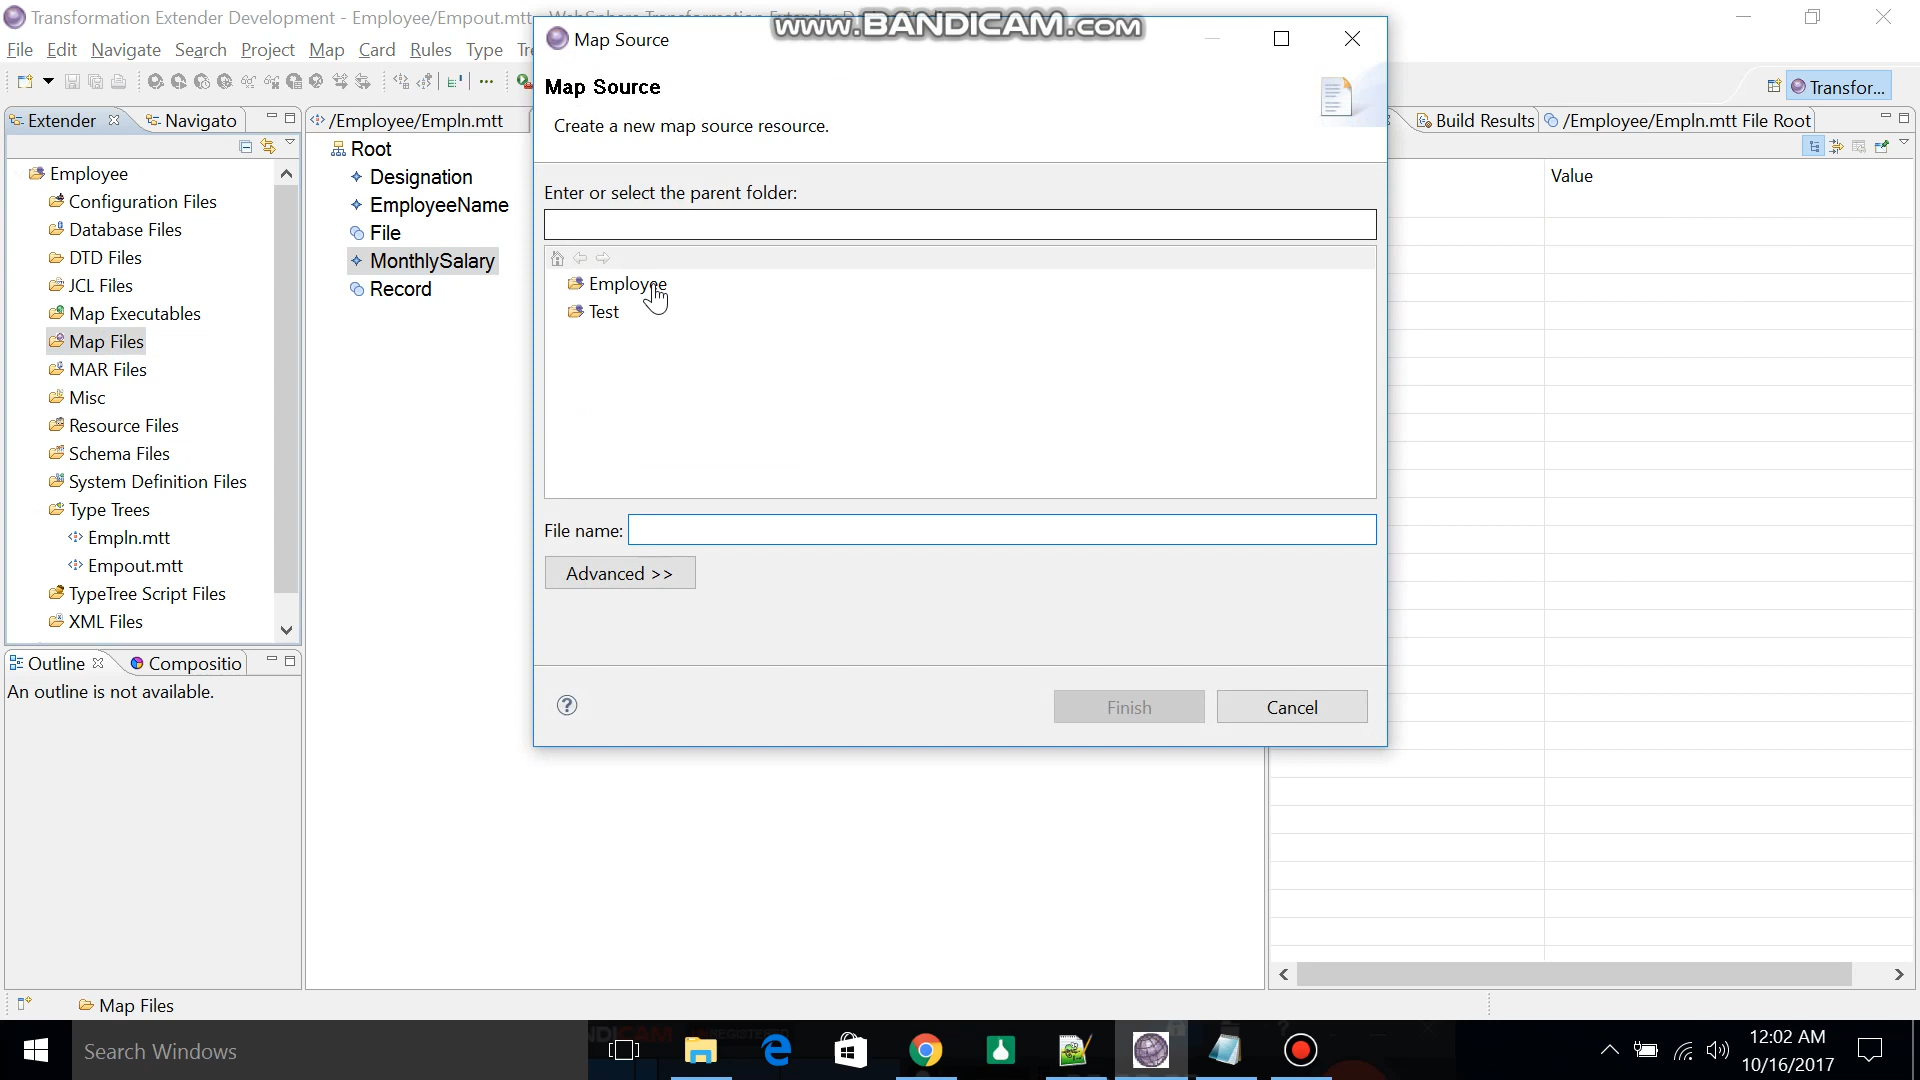 Transformation Extender Development - Employee/Empout.mtt
www.BANDICAM.com
File Edit Navigate Search Project Map Card Rules Type
Map Source
Map Source
Create a new map source resource.
Enter or select the parent folder:
Employee
Test
File name:
Advanced >>
Finish
Cancel
Transfor...
Extender
Navigato
Employee
Configuration Files
Database Files
DTD Files
JCL Files
Map Executables
Map Files
MAR Files
Misc
Resource Files
Schema Files
System Definition Files
Type Trees
EmpIn.mtt
Empout.mtt
TypeTree Script Files
XML Files
/Employee/EmpIn.mtt
Root
Designation
EmployeeName
File
MonthlySalary
Record
Build Results
/Employee/EmpIn.mtt File Root
Value
Outline
Compositio
An outline is not available.
Map Files
Search Windows
12:02 AM
10/16/2017